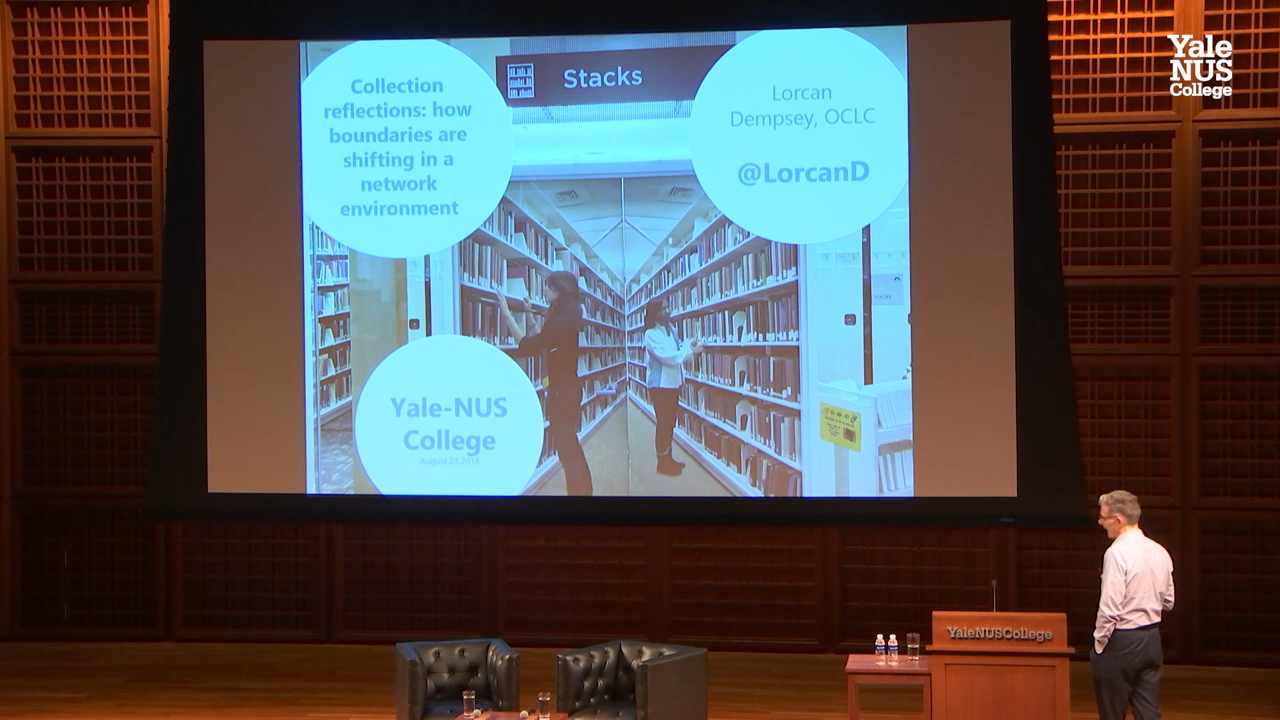 Collection
reflections: how
boundaries are
shifting in a
network
environment
Stacks
Lorcan
Dempsey, OCLC
@LorcanD
Yale-NUS
College
August 23 2018
STACKS
YaleNUSCollege
Yale
NUS
College